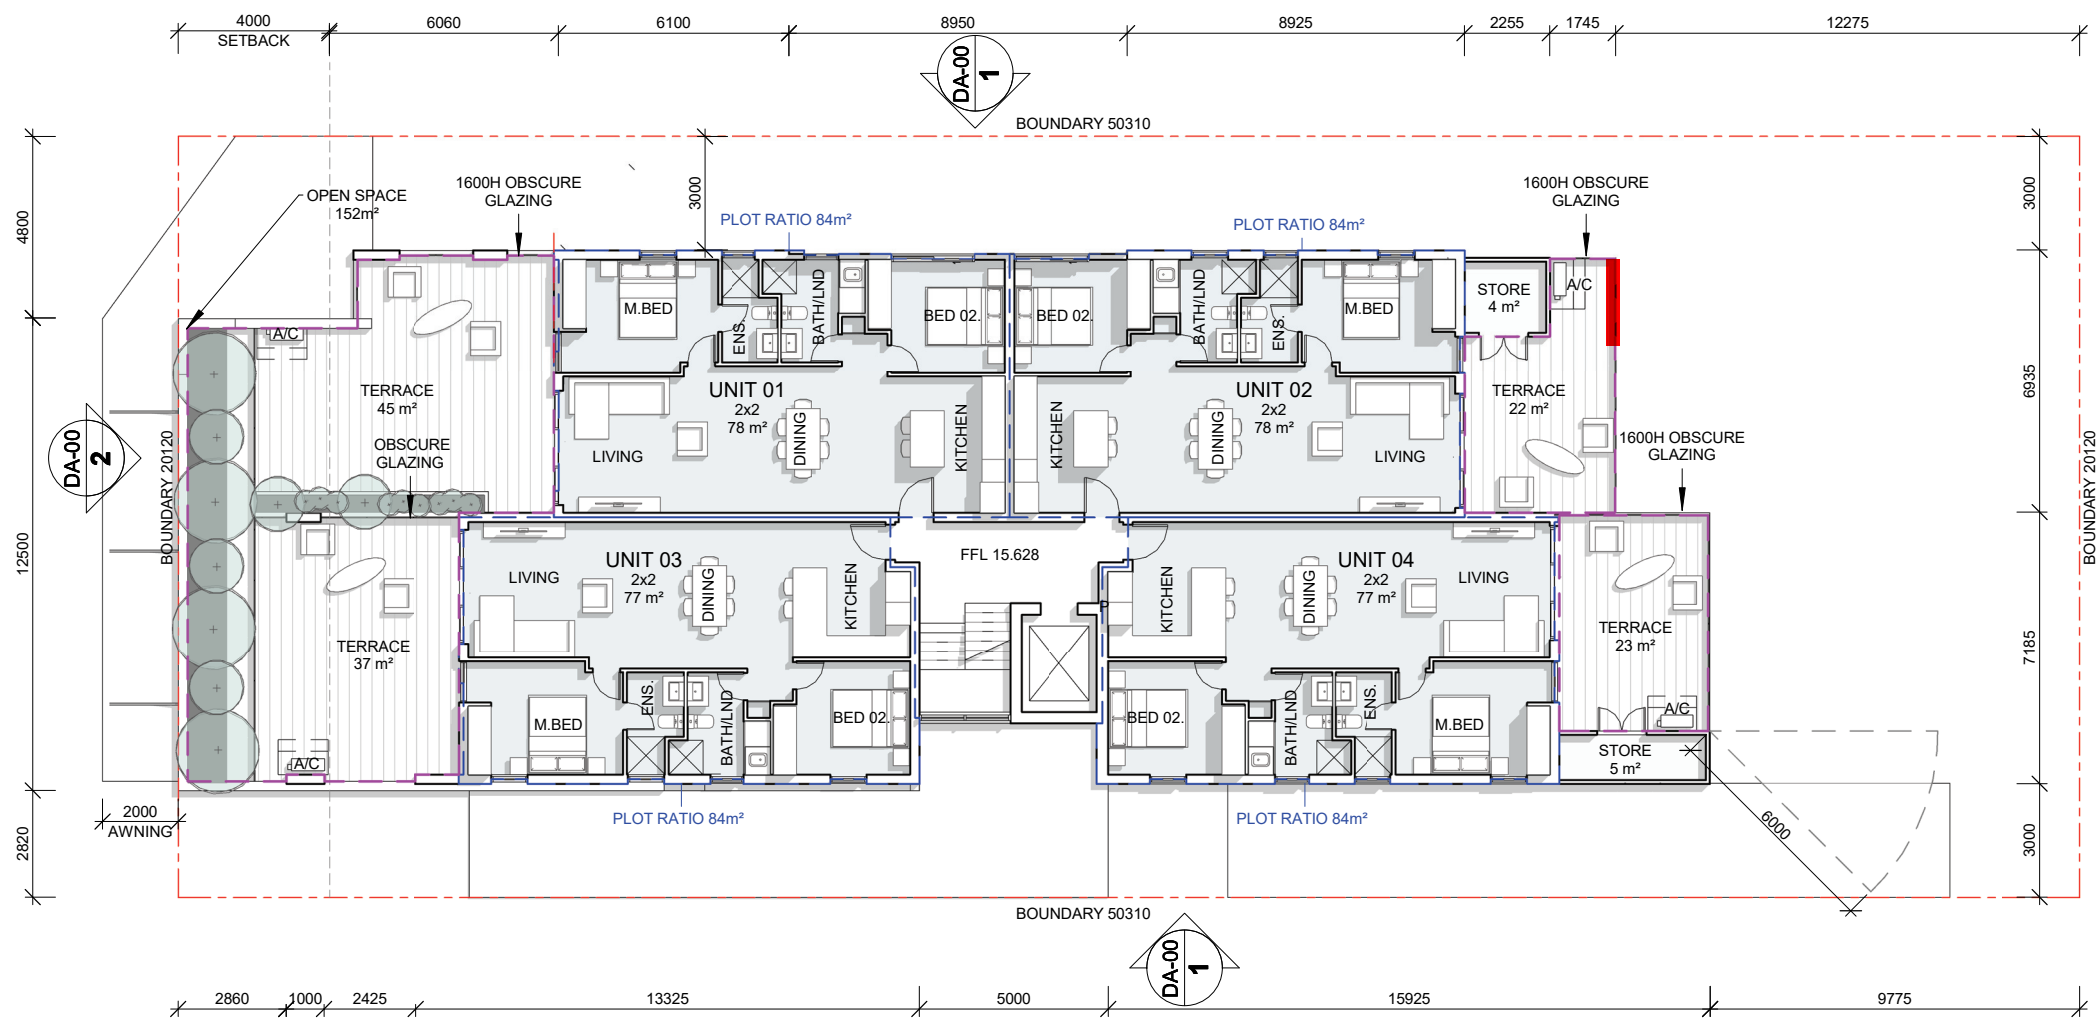 4000
SETBACK
6060
6100
8950
8925
2255
1745
12275
DA-00
1
BOUNDARY 50310
4800
12500
2820
3000
3000
6935
7185
3000
OPEN SPACE
152m²
1600H OBSCURE
GLAZING
PLOT RATIO 84m²
PLOT RATIO 84m²
1600H OBSCURE
GLAZING
A/C
TERRACE
45 m²
OBSCURE
GLAZING
M.BED
ENS.
BATH/LND
BED 02.
UNIT 01
2x2
78 m²
LIVING
DINING
KITCHEN
BED 02.
BATH/LND
ENS.
M.BED
UNIT 02
2x2
78 m²
KITCHEN
DINING
LIVING
STORE
4 m²
A/C
TERRACE
22 m²
1600H OBSCURE
GLAZING
DA-00
2
BOUNDARY 20120
BOUNDARY 20120
TERRACE
37 m²
A/C
UNIT 03
2x2
77 m²
LIVING
DINING
KITCHEN
M.BED
ENS.
BATH/LND
BED 02.
FFL 15.628
UNIT 04
2x2
77 m²
KITCHEN
DINING
LIVING
BED 02.
BATH/LND
ENS.
M.BED
TERRACE
23 m²
A/C
STORE
5 m²
6000
2000
AWNING
PLOT RATIO 84m²
PLOT RATIO 84m²
BOUNDARY 50310
DA-00
1
2860
1000
2425
13325
5000
15925
9775